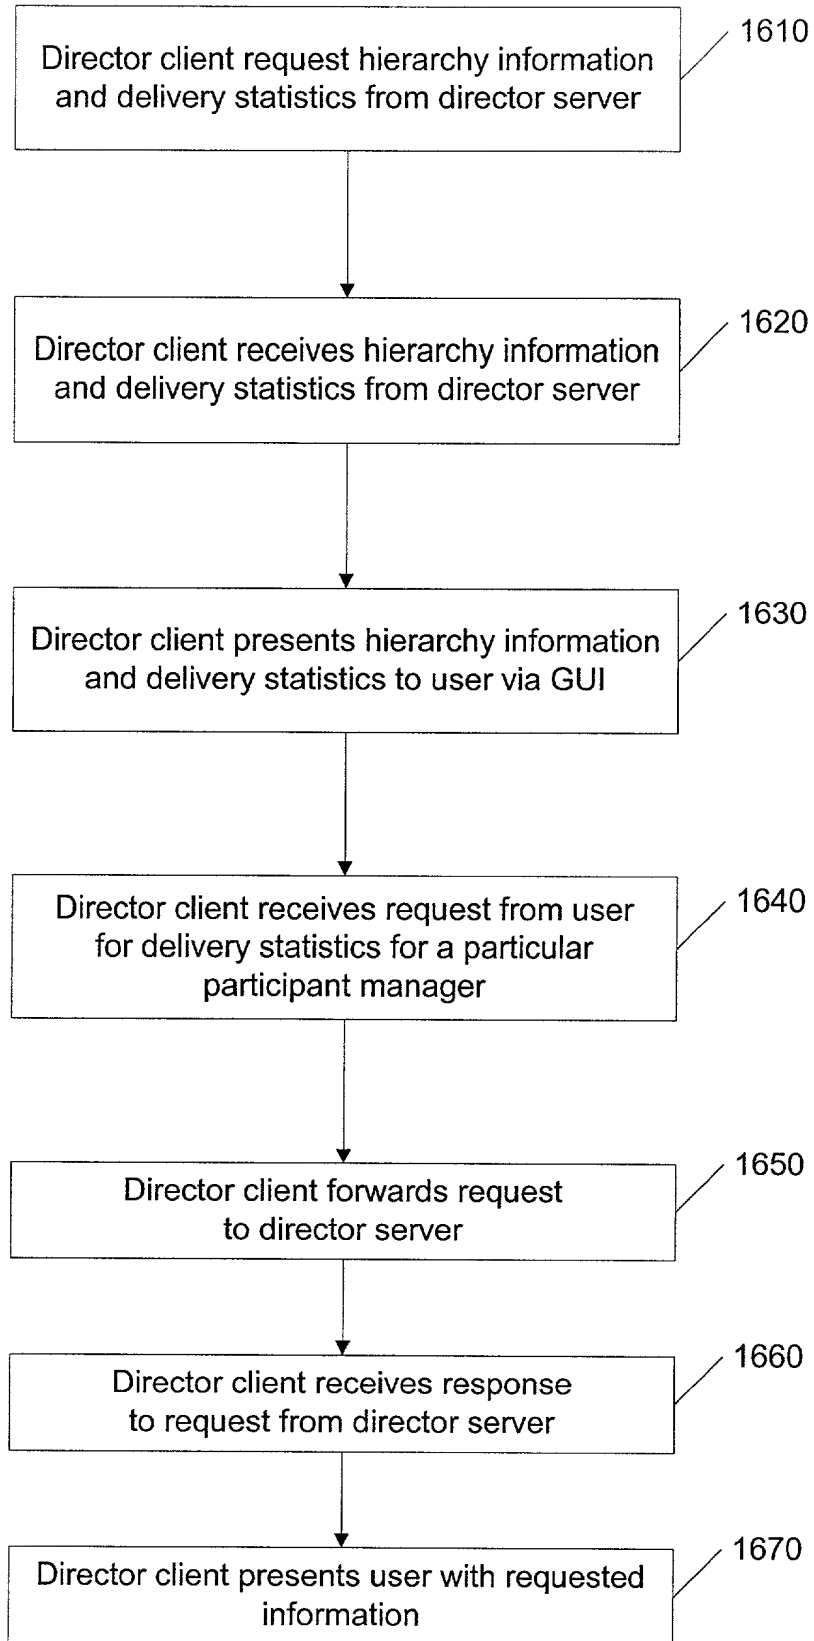 Director client request hierarchy information
and delivery statistics from director server
1610
Director client receives hierarchy information
and delivery statistics from director server
1620
Director client presents hierarchy information
and delivery statistics to user via GUI
1630
Director client receives request from user
for delivery statistics for a particular
participant manager
1640
Director client forwards request
to director server
1650
Director client receives response
to request from director server
1660
Director client presents user with requested
information
1670